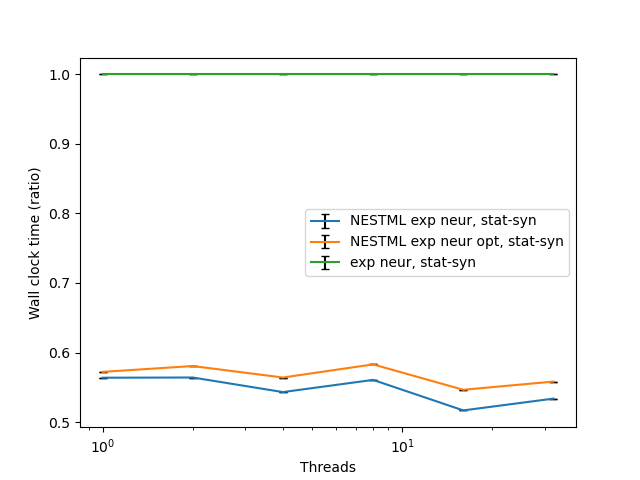 1.0
0.9
0.8
0.7
0.6
0.5
Wall clock time (ratio)
NESTML exp neur, stat-syn
NESTML exp neur opt, stat-syn
exp neur, stat-syn
10⁰
10¹
Threads